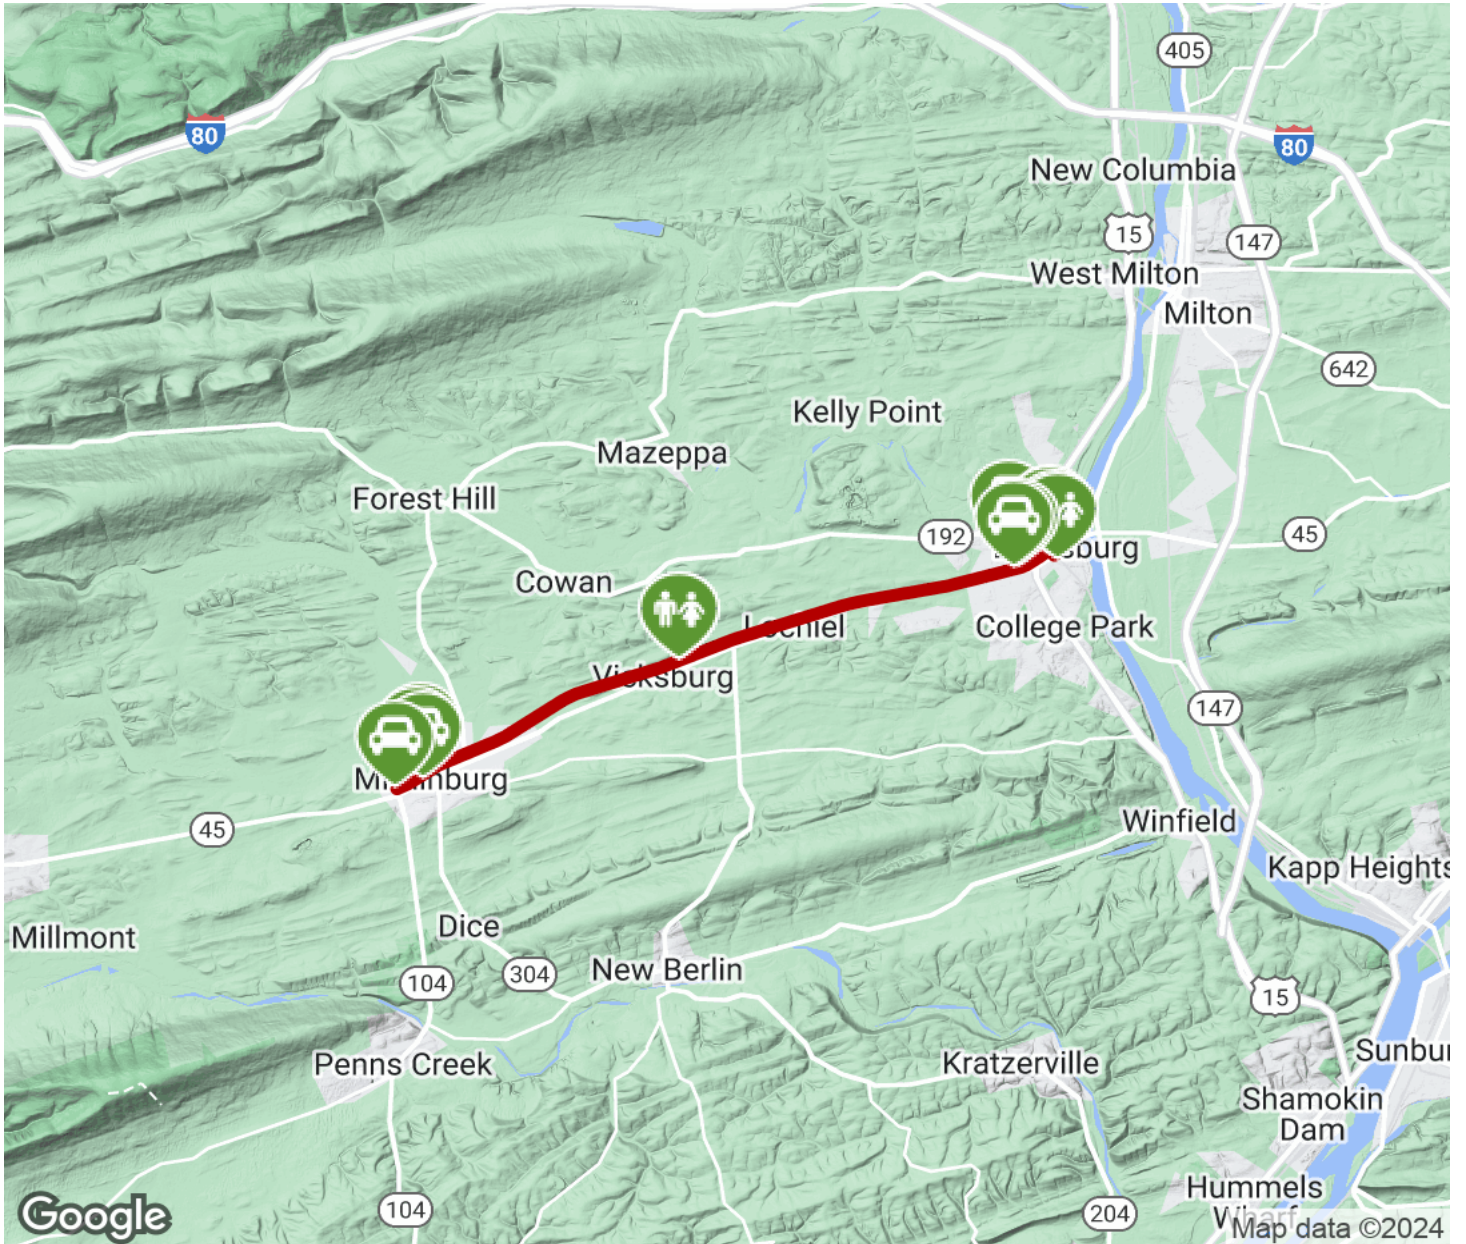 405
80
80
New Columbia
15
147
West Milton
Milton
642
Kelly Point
Mazeppa
Forest Hill
192
45
Cowan
College Park
Vicksburg
147
45
Winfield
Kapp Heights
Dice
Millmont
304
New Berlin
104
15
Penns Creek
Kratzerville
Shamokin
Dam
104
204
Hummels
Wharf
Google
Map data ©2024